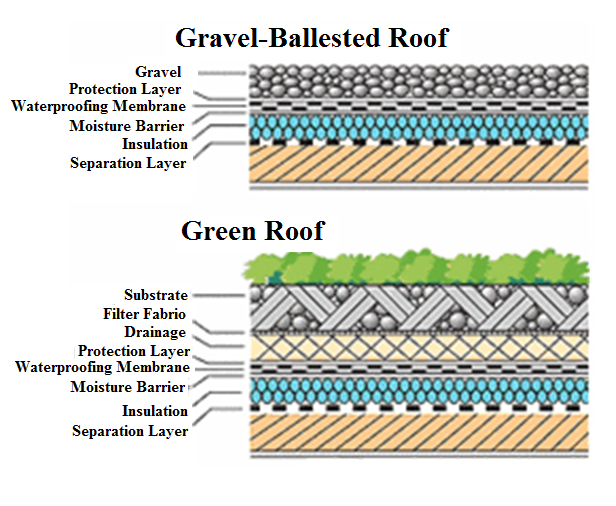 Gravel-Ballested Roof
Gravel
Protection Layer
Waterproofing Membrane
Moisture Barrier
Insulation
Separation Layer
Green Roof
Substrate
Filter Fabrio
Drainage
Protection Layer
Waterproofing Membrane
Moisture Barrier
Insulation
Separation Layer